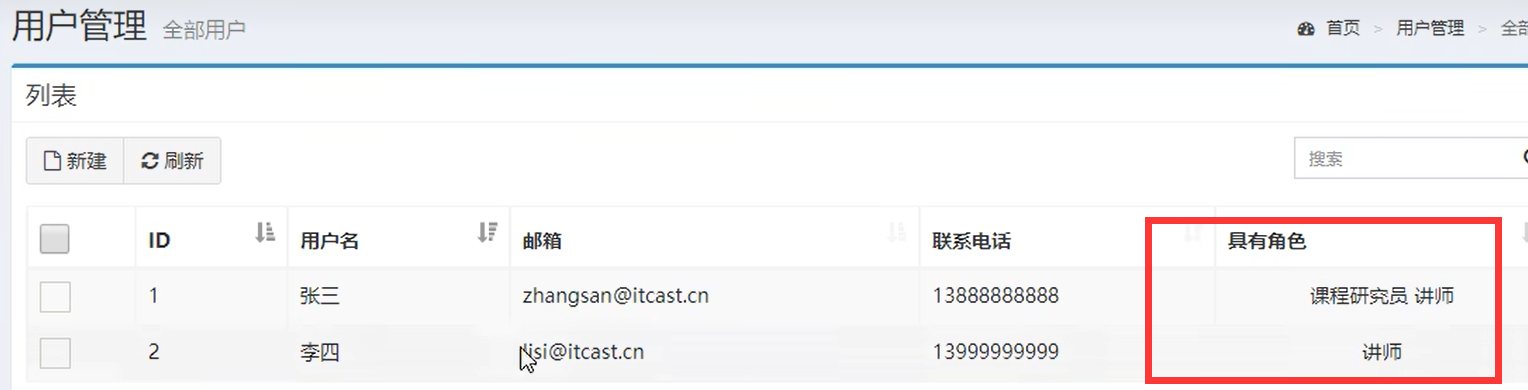 用户管理 全部用户
首页 > 用户管理 > 全部
列表
新建 刷新
搜索
ID 用户名 邮箱 联系电话 具有角色
1 张三 zhangsan@itcast.cn 13888888888 课程研究员 讲师
2 李四 lisi@itcast.cn 13999999999 讲师